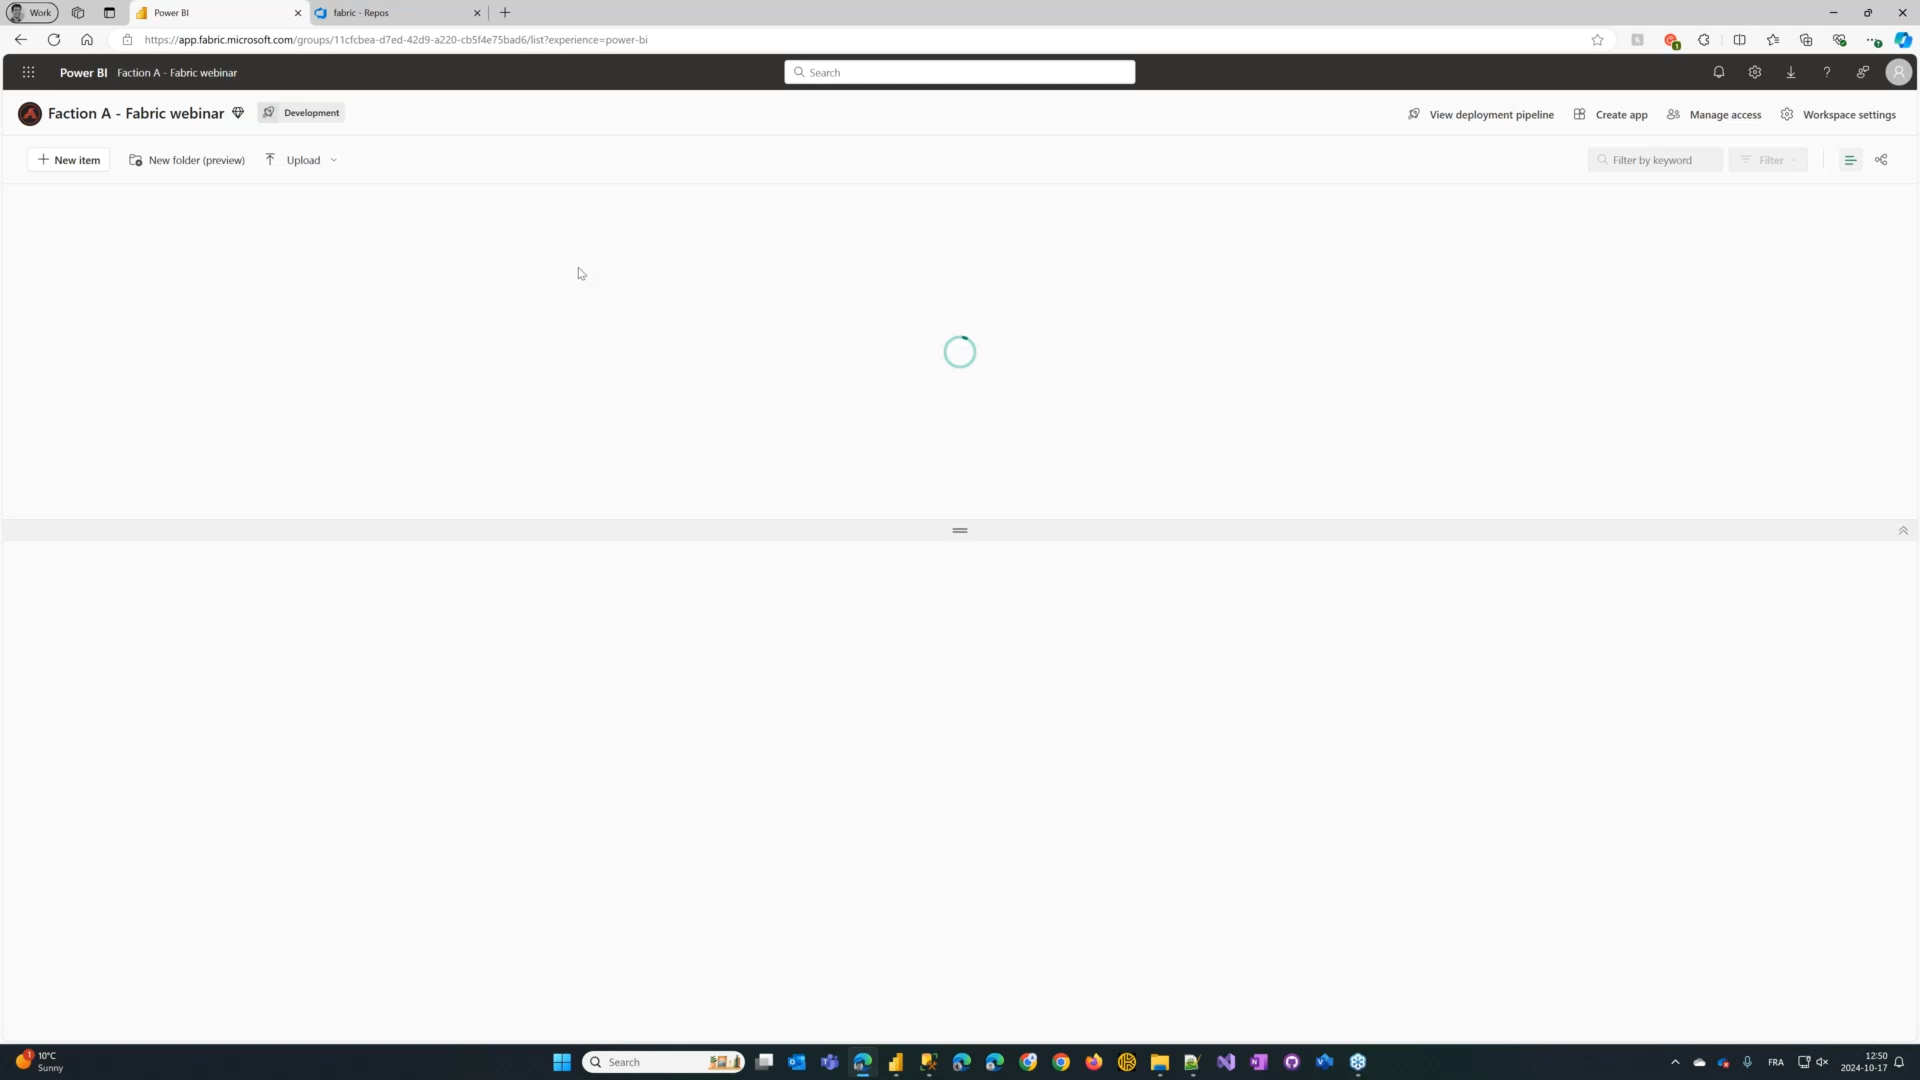 Work
Power BI
fabric - Repos
https://app.fabric.microsoft.com/groups/11cfcbea-d7ed-42d9-a220-cb5f4e75bad6/list?experience=power-bi
Power BI Faction A - Fabric webinar
Search
Faction A - Fabric webinar
Development
View deployment pipeline
Create app
Manage access
Workspace settings
New item
New folder (preview)
Upload
Filter by keyword
Filter
1
10°C
Sunny
Search
FRA
12:50
2024-10-17